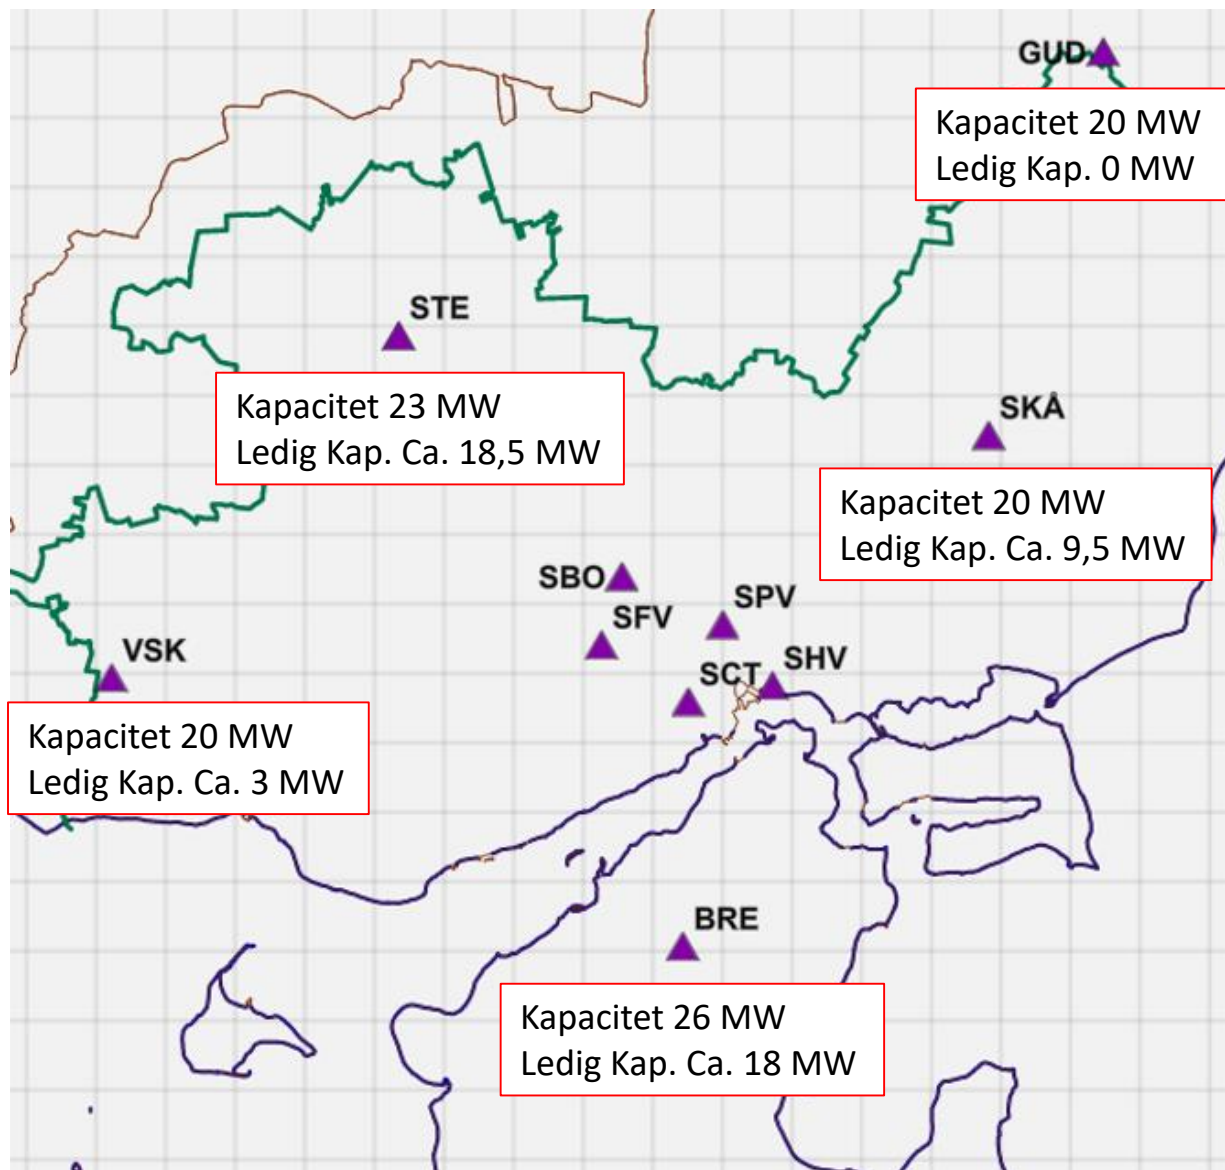 GUD
Kapacitet 20 MW
Ledig Kap. 0 MW
STE
Kapacitet 23 MW
Ledig Kap. Ca. 18,5 MW
SKÅ
Kapacitet 20 MW
Ledig Kap. Ca. 9,5 MW
SBO
SPV
SFV
VSK
SCT
SHV
Kapacitet 20 MW
Ledig Kap. Ca. 3 MW
BRE
Kapacitet 26 MW
Ledig Kap. Ca. 18 MW